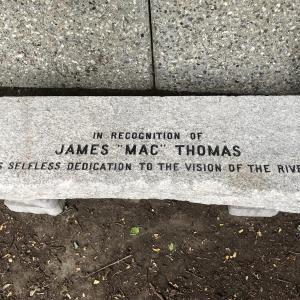 IN RECOGNITION OF
JAMES "MAC" THOMAS
SELFLESS DEDICATION TO THE VISION OF THE